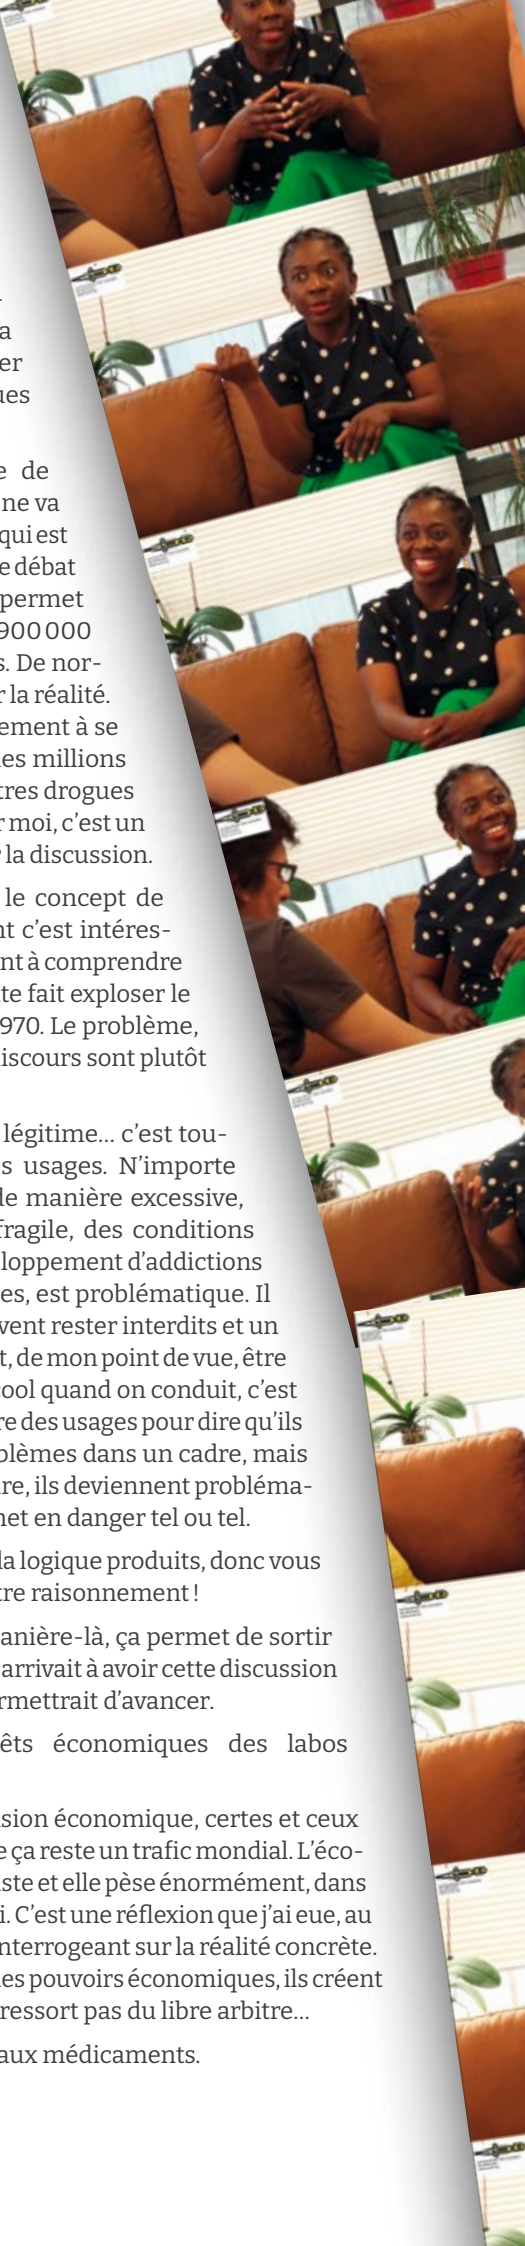 a
er
ues
e de
ne va
qui est
e débat
permet
900 000
s. De nor-
r la réalité.
ement à se
es millions
tres drogues
r moi, c’est un
la discussion.
le concept de
nt c’est intéres-
nt à comprendre
te fait exploser le
970. Le problème,
iscours sont plutôt
légitime… c’est tou-
s usages. N’importe
de manière excessive,
fragile, des conditions
loppement d’addictions
es, est problématique. Il
vent rester interdits et un
t, de mon point de vue, être
cool quand on conduit, c’est
re des usages pour dire qu’ils
blèmes dans un cadre, mais
re, ils deviennent probléma-
net en danger tel ou tel.
la logique produits, donc vous
tre raisonnement !
anière-là, ça permet de sortir
arrivait à avoir cette discussion
rmettrait d’avancer.
êts économiques des labos
sion économique, certes et ceux
e ça reste un trafic mondial. L’éco-
iste et elle pèse énormément, dans
i. C’est une réflexion que j’ai eue, au
nterrogeant sur la réalité concrète.
les pouvoirs économiques, ils créent
ressort pas du libre arbitre…
aux médicaments.